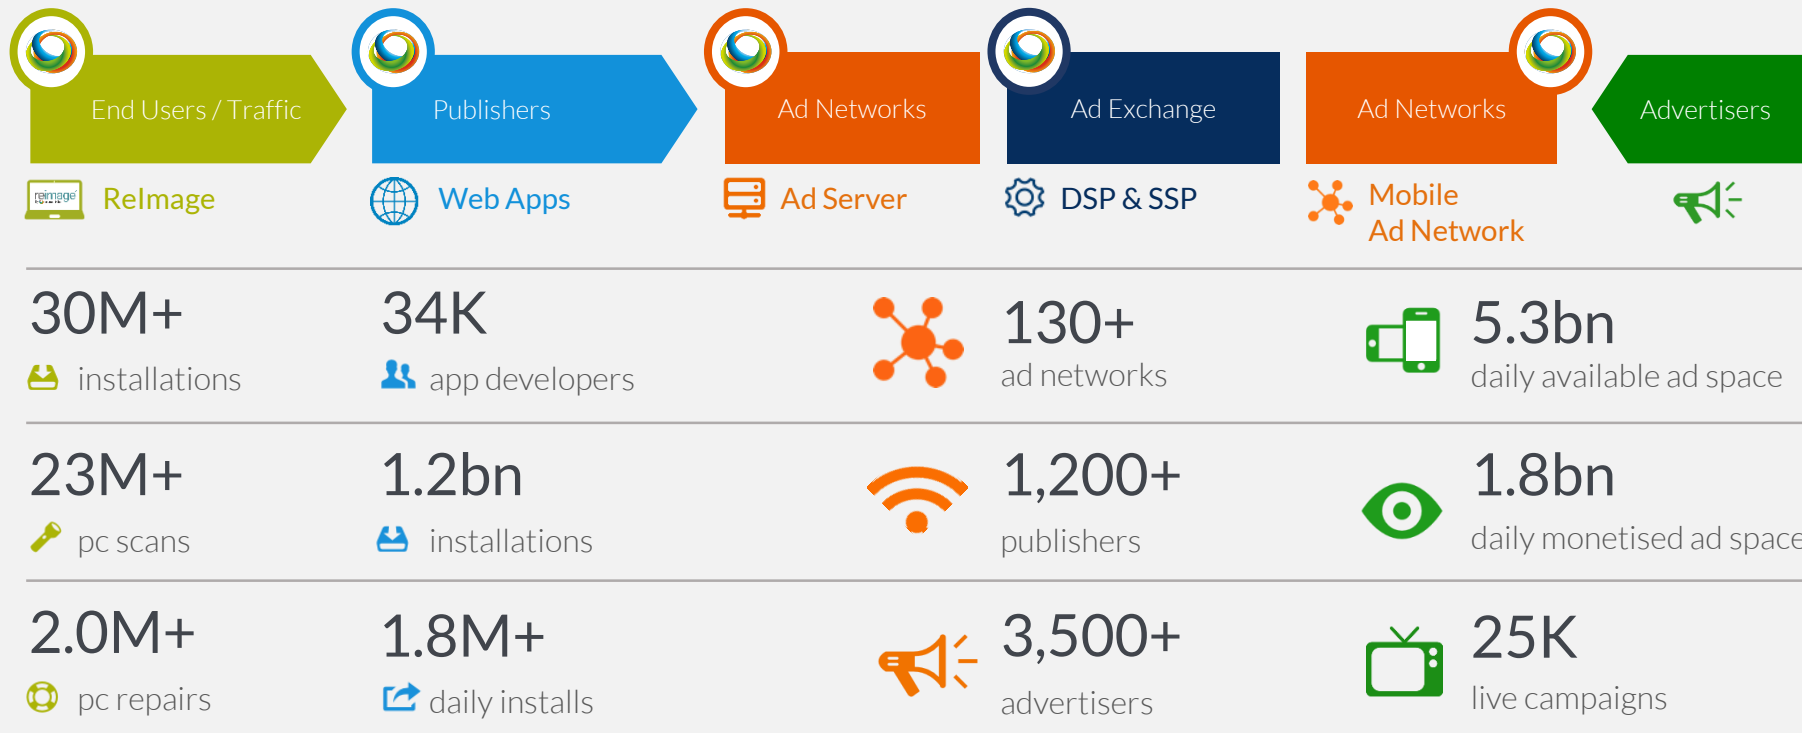 End Users / Traffic
Publishers
Ad Networks
Ad Exchange
Ad Networks
Advertisers
reimage
ReImage
Web Apps
Ad Server
DSP & SSP
Mobile
Ad Network
30M+
installations
34K
app developers
130+
ad networks
5.3bn
daily available ad space
23M+
pc scans
1.2bn
installations
1,200+
publishers
1.8bn
daily monetised ad space
2.0M+
pc repairs
1.8M+
daily installs
3,500+
advertisers
25K
live campaigns